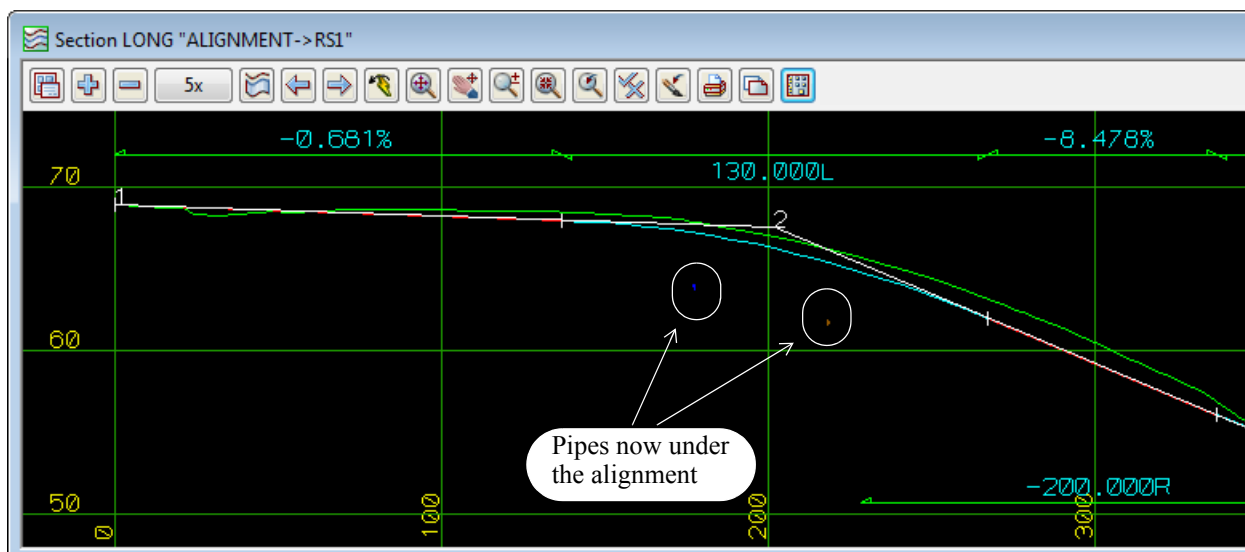 Section LONG "ALIGNMENT->RS1"
5x
-0.681%
-8.478%
130.000L
70
1
2
60
Pipes now under
the alignment
-200.000R
50
0
100
200
300